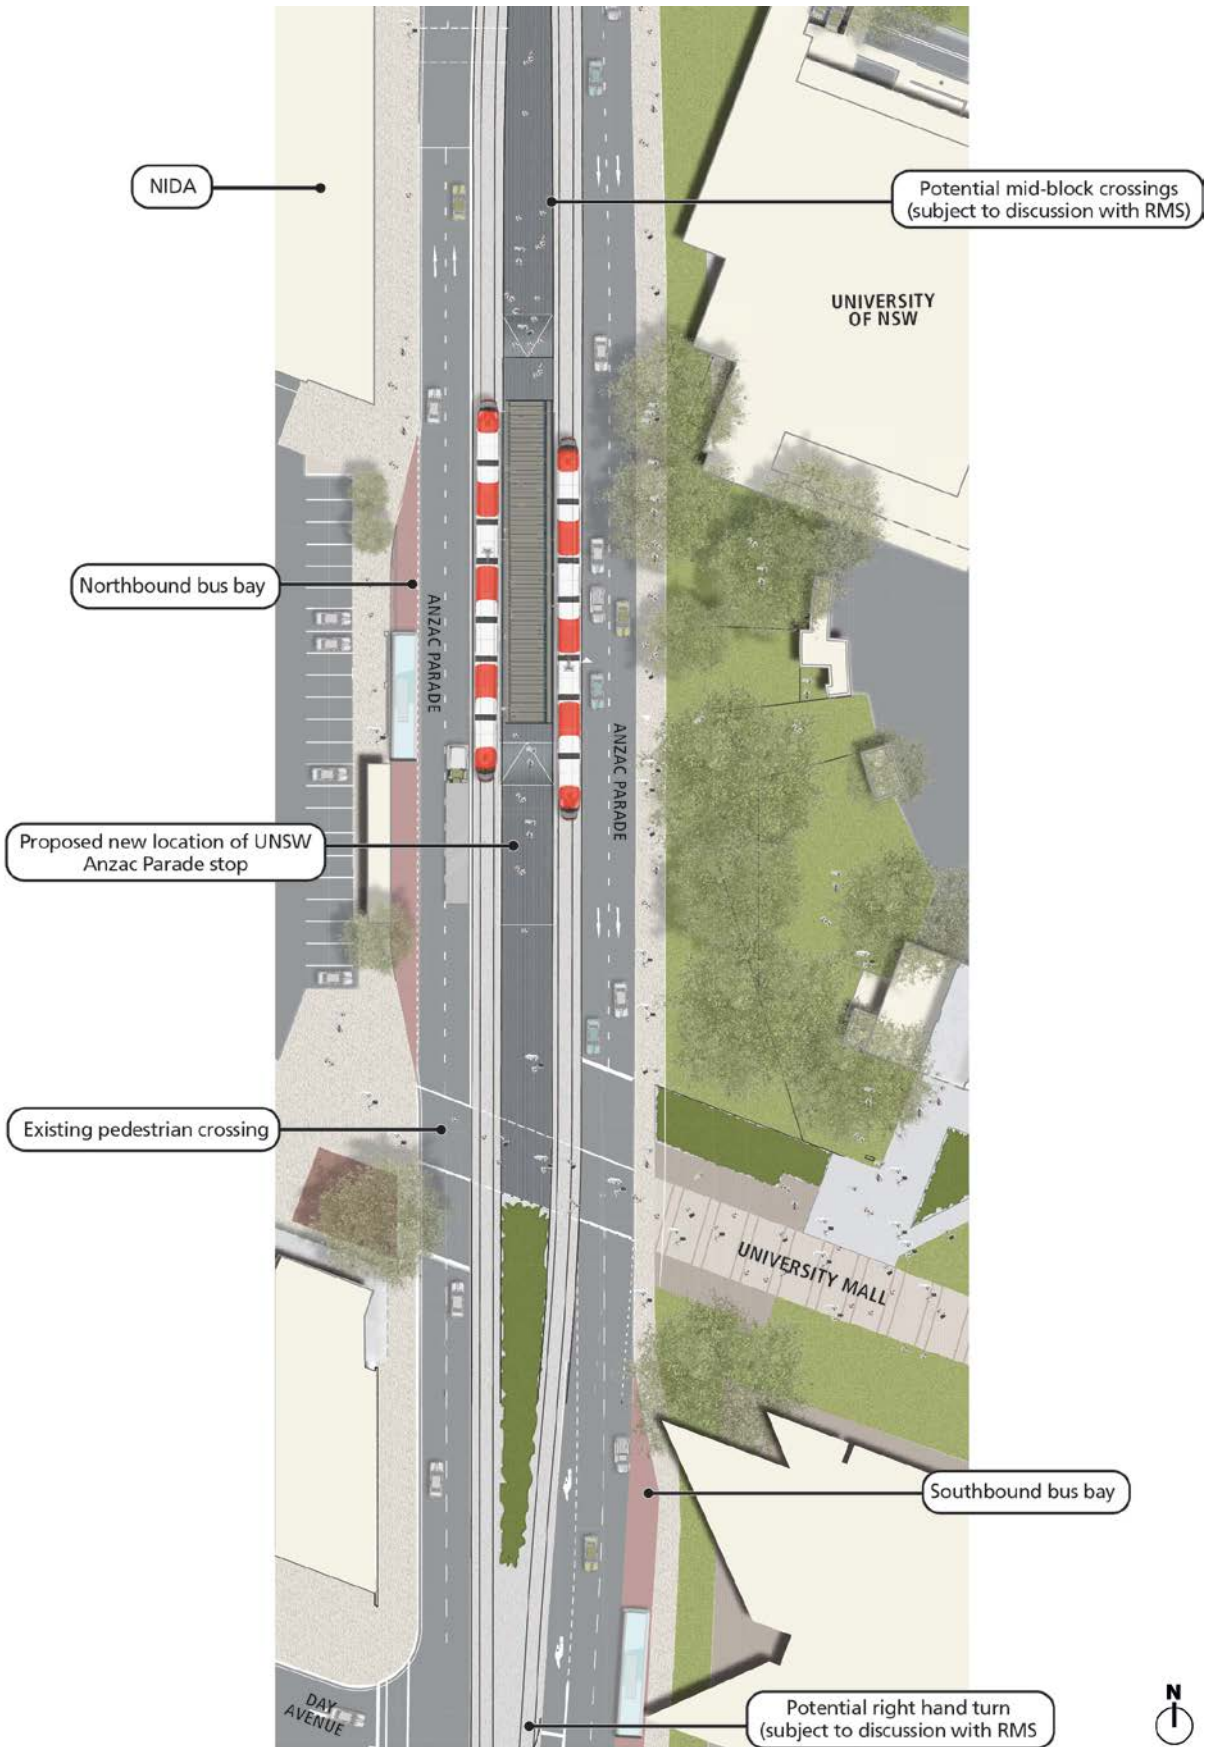 NIDA
Potential mid-block crossings
(subject to discussion with RMS)
UNIVERSITY
OF NSW
Northbound bus bay
ANZAC PARADE
ANZAC PARADE
Proposed new location of UNSW
Anzac Parade stop
Existing pedestrian crossing
UNIVERSITY MALL
Southbound bus bay
DAY
AVENUE
Potential right hand turn
(subject to discussion with RMS
N